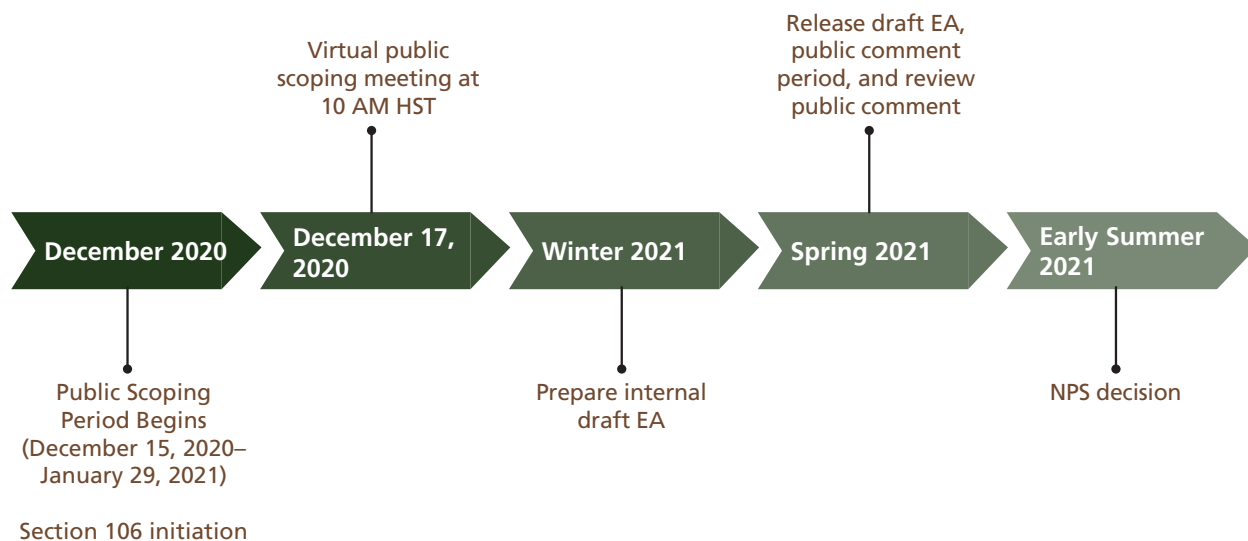 Virtual public
scoping meeting at
10 AM HST
Release draft EA,
public comment
period, and review
public comment
December 2020
December 17,
2020
Winter 2021
Spring 2021
Early Summer
2021
Public Scoping
Period Begins
(December 15, 2020–
January 29, 2021)
Section 106 initiation
Prepare internal
draft EA
NPS decision